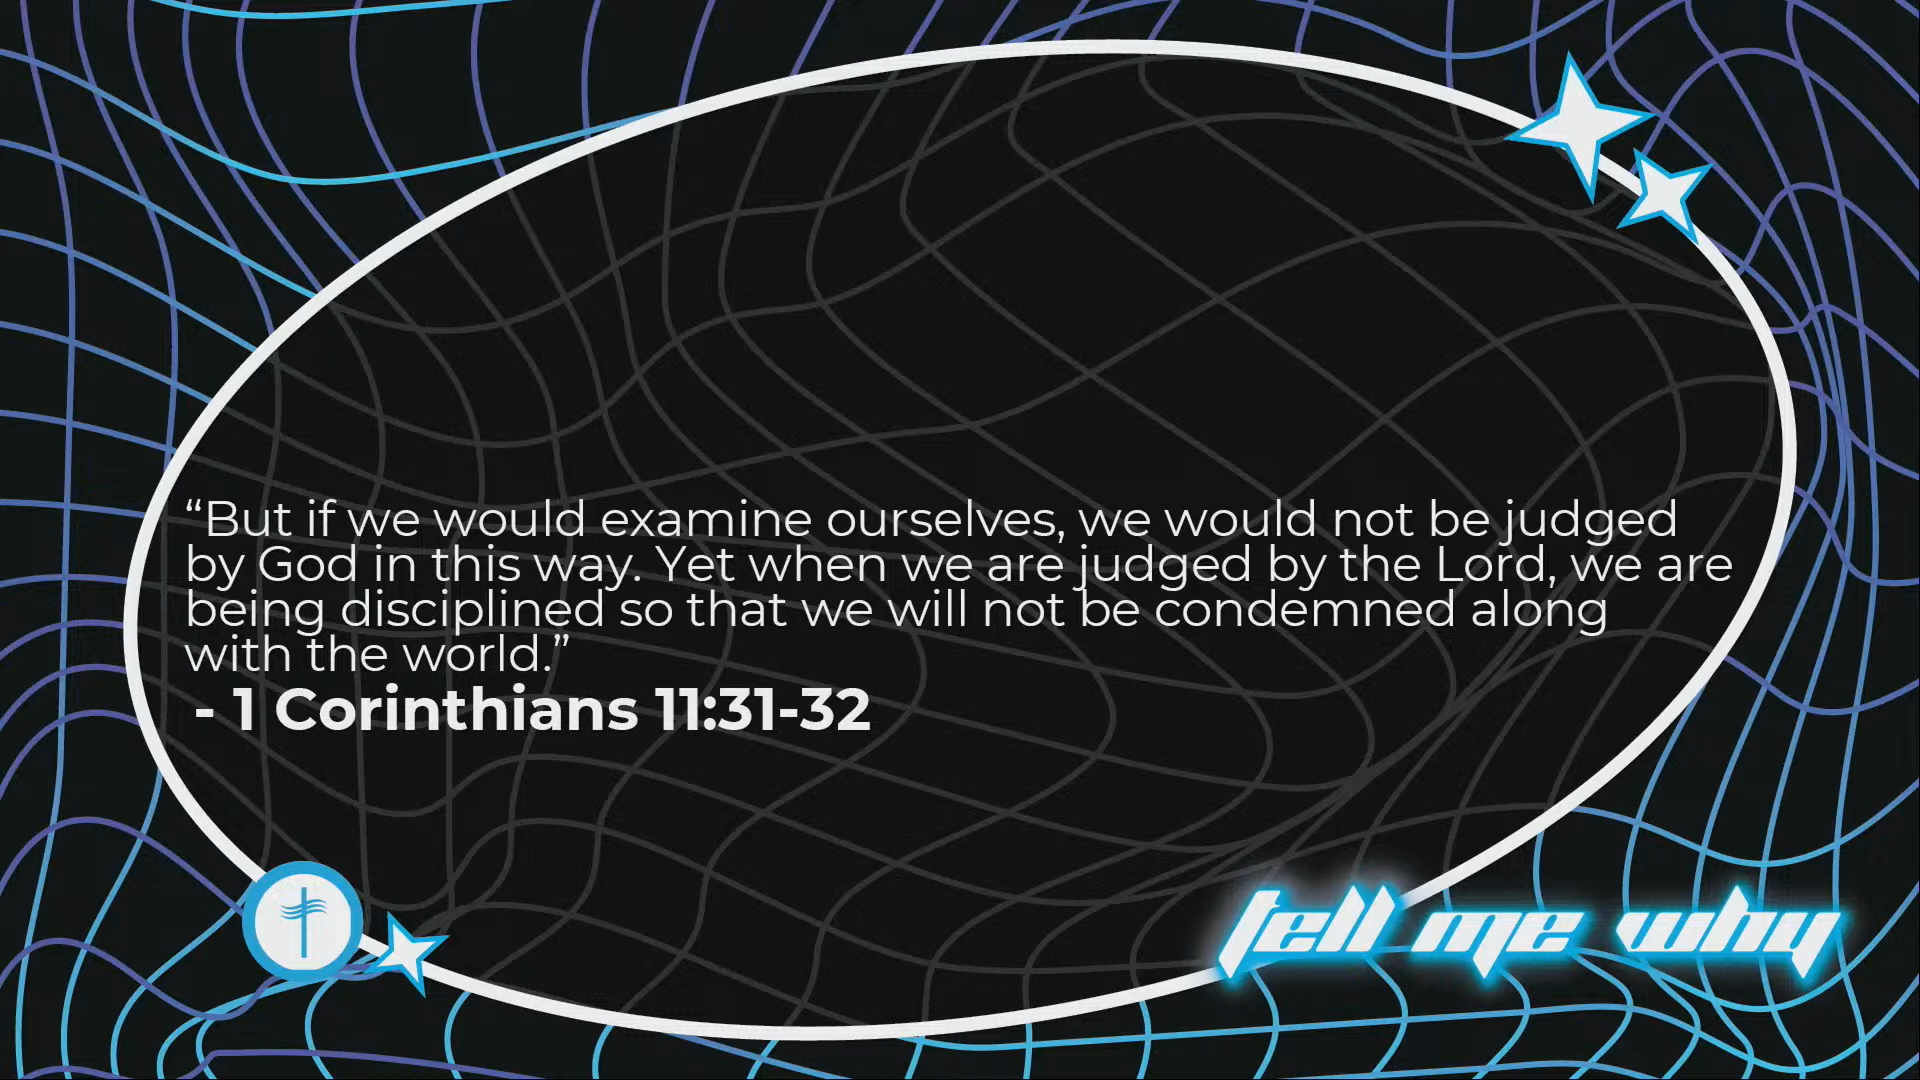 “But if we would examine ourselves, we would not be judged
by God in this way. Yet when we are judged by the Lord, we are
being disciplined so that we will not be condemned along
with the world.”
- 1 Corinthians 11:31-32
tell me why